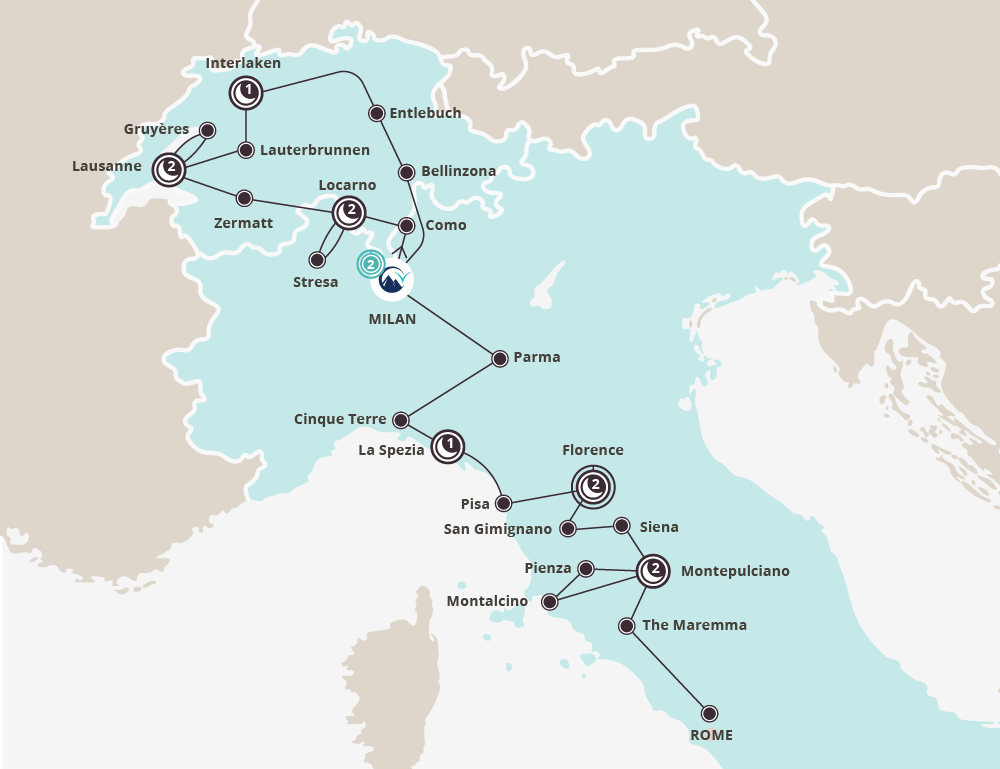 Interlaken
1
Entlebuch
Gruyères
Lauterbrunnen
Lausanne
2
Bellinzona
Locarno
2
Zermatt
Como
2
Stresa
MILAN
Parma
Cinque Terre
La Spezia
1
Florence
2
Pisa
San Gimignano
Siena
Pienza
2
Montepulciano
Montalcino
The Maremma
ROME